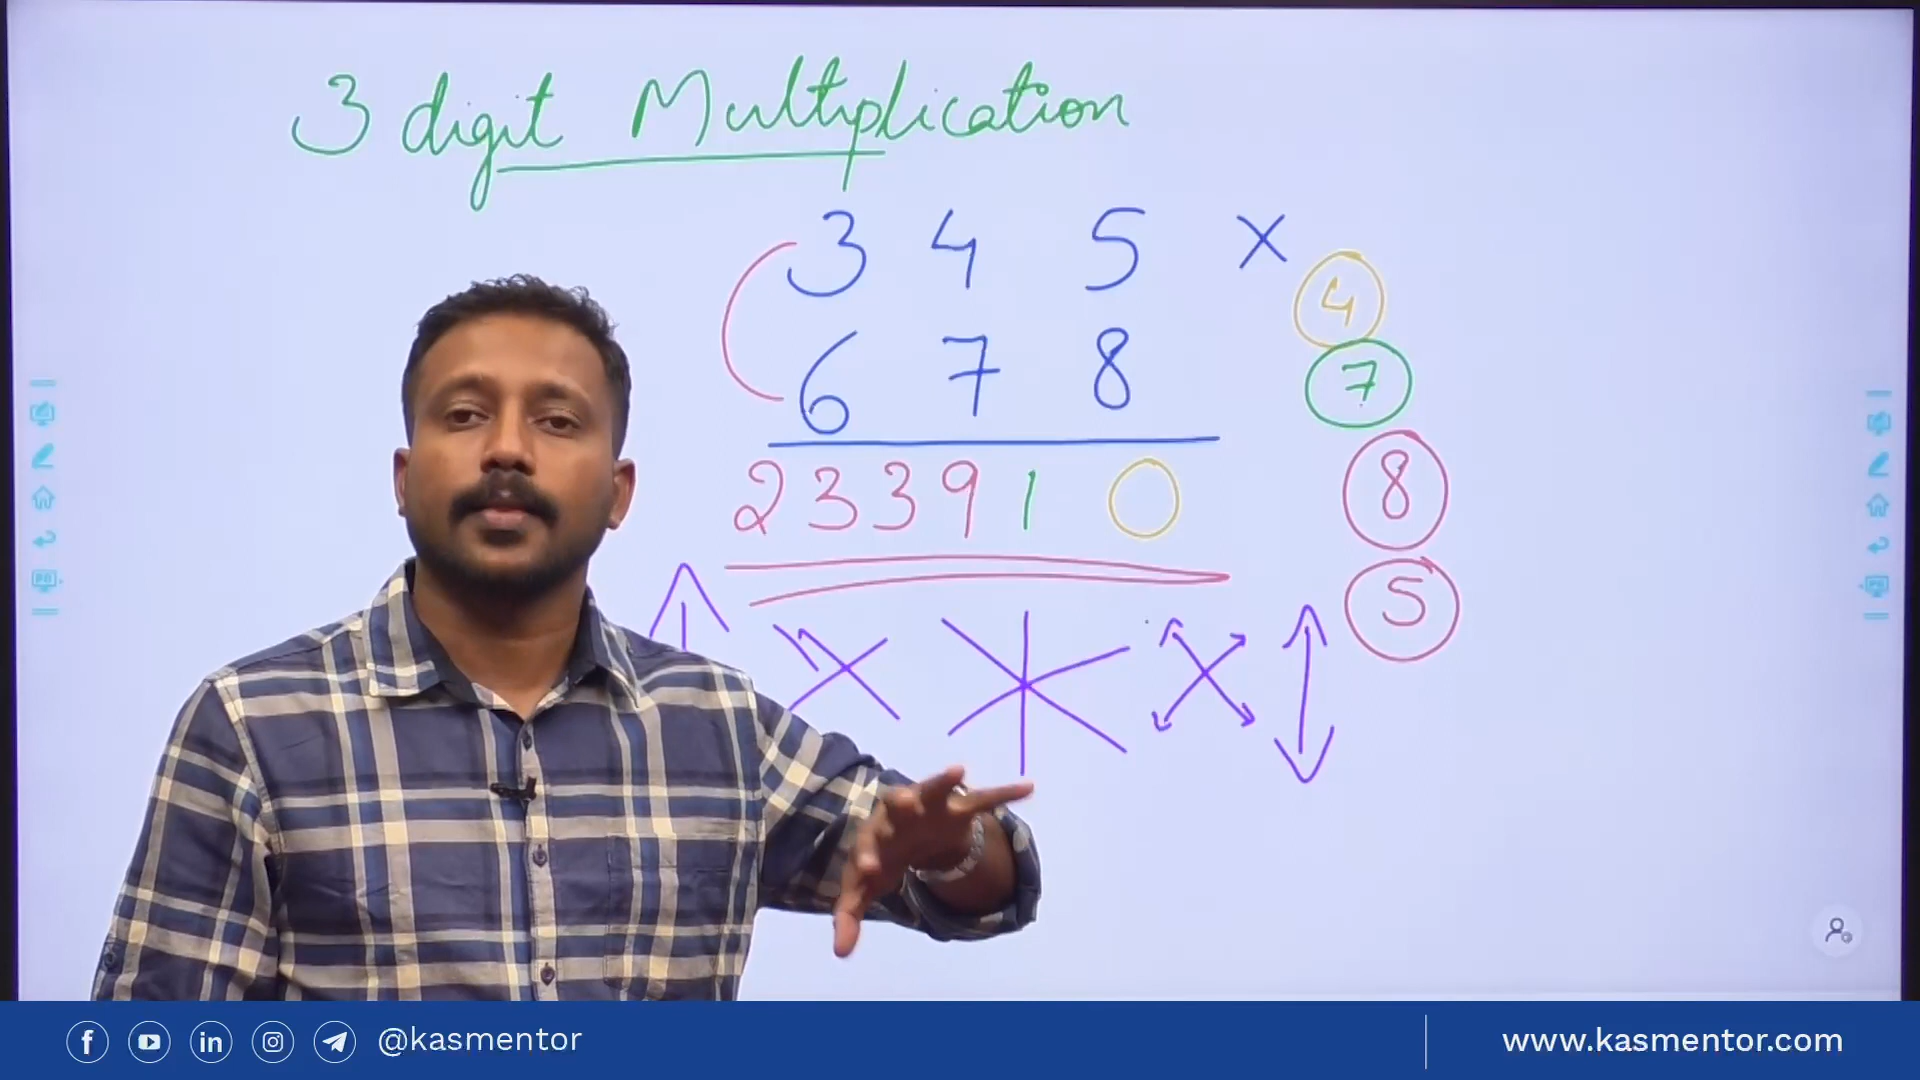 3 digit Multiplication
3 4 5 ×
4
6 7 8
7
2 3 3 9 1 0
8
5
@kasmentor
www.kasmentor.com